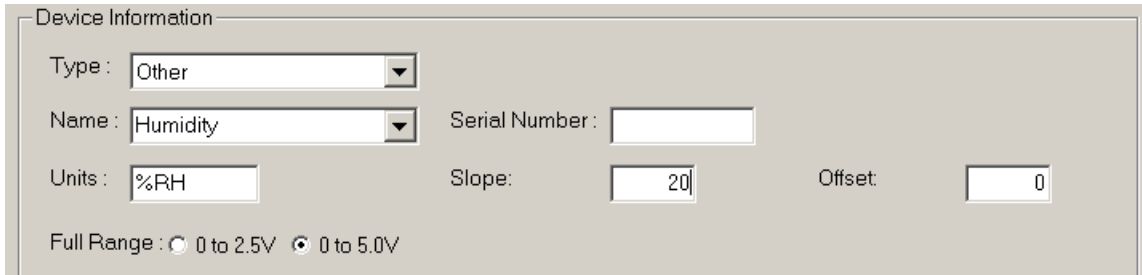 Device Information
Type : Other
Name : Humidity Serial Number :
Units : %RH Slope: 20 Offset: 0
Full Range : 0 to 2.5V 0 to 5.0V